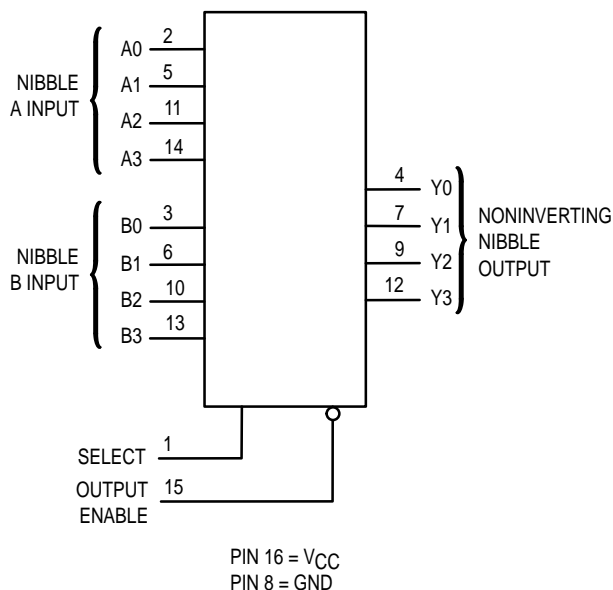 NIBBLE
A INPUT
A0 2
A1 5
A2 11
A3 14
NIBBLE
B INPUT
B0 3
B1 6
B2 10
B3 13
4 Y0
7 Y1
9 Y2
12 Y3
NONINVERTING
NIBBLE
OUTPUT
SELECT 1
OUTPUT 15
ENABLE
PIN 16 = VCC
PIN 8 = GND